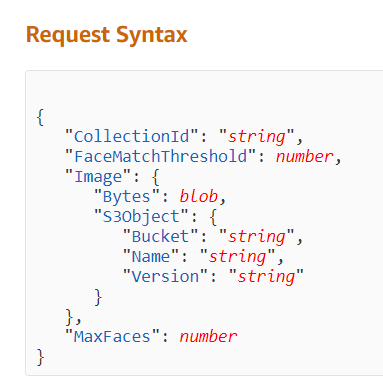 Request Syntax
{
"CollectionId": "string",
"FaceMatchThreshold": number,
"Image": {
"Bytes": blob,
"S3Object": {
"Bucket": "string",
"Name": "string",
"Version": "string"
}
},
"MaxFaces": number
}